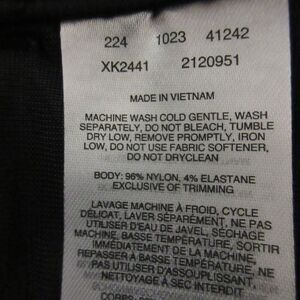 224 1023 41242
XK2441 2120951
MADE IN VIETNAM
MACHINE WASH COLD GENTLE, WASH
SEPARATELY, DO NOT BLEACH, TUMBLE
DRY LOW, REMOVE PROMPTLY, IRON
LOW, DO NOT USE FABRIC SOFTENER,
DO NOT DRYCLEAN
BODY: 96% NYLON, 4% ELASTANE
EXCLUSIVE OF TRIMMING
LAVAGE MACHINE À FROID, CYCLE
DÉLICAT, LAVER SÉPARÉMENT, NE PAS
UTILISER D'EAU DE JAVEL, SÉCHAGE
MACHINE, BASSE TEMPÉRATURE, SORTIR
IMMÉDIATEMENT DE LA MACHINE,
REPASSER À BASSE TEMPÉRATURE,
NE PAS UTILISER D'ASSOUPLISSANT,
NETTOYAGE À SEC INTERDIT